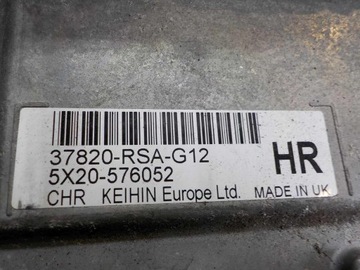 37820-RSA-G12
5X20-576052
HR
CHR KEIHIN Europe Ltd. MADE IN UK